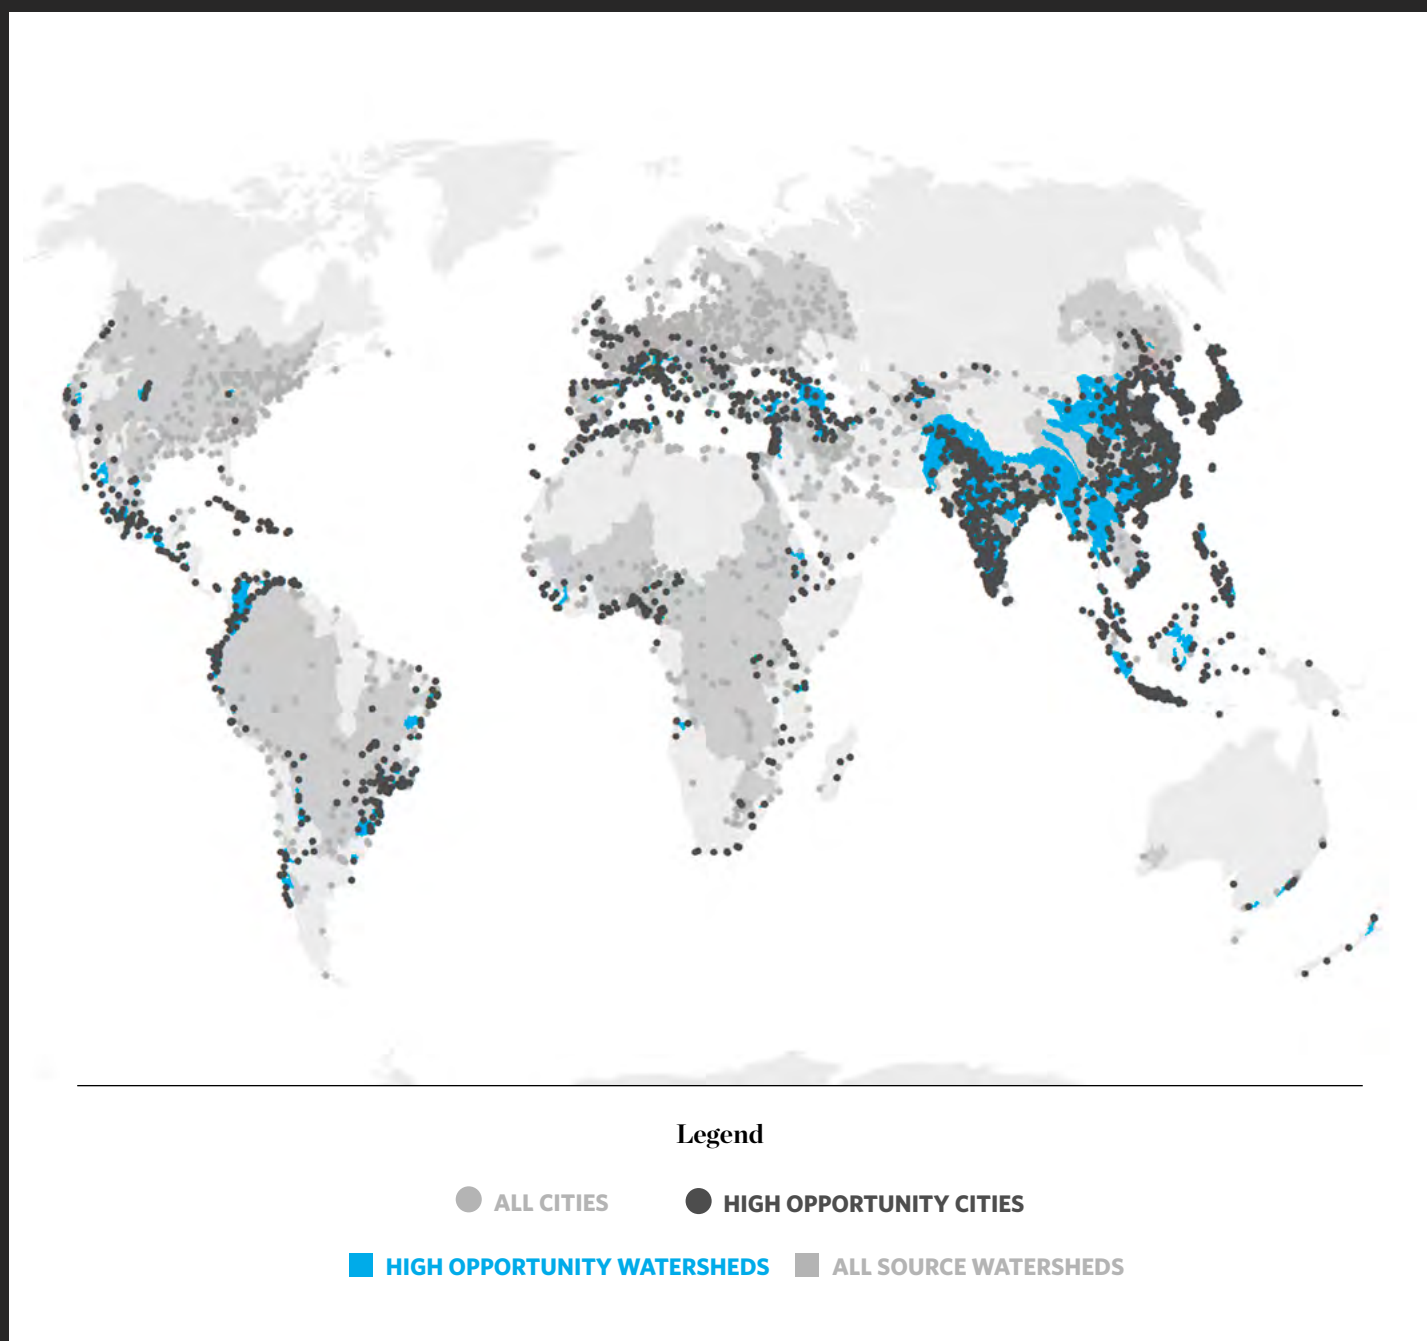 Legend
ALL CITIES
HIGH OPPORTUNITY CITIES
HIGH OPPORTUNITY WATERSHEDS
ALL SOURCE WATERSHEDS